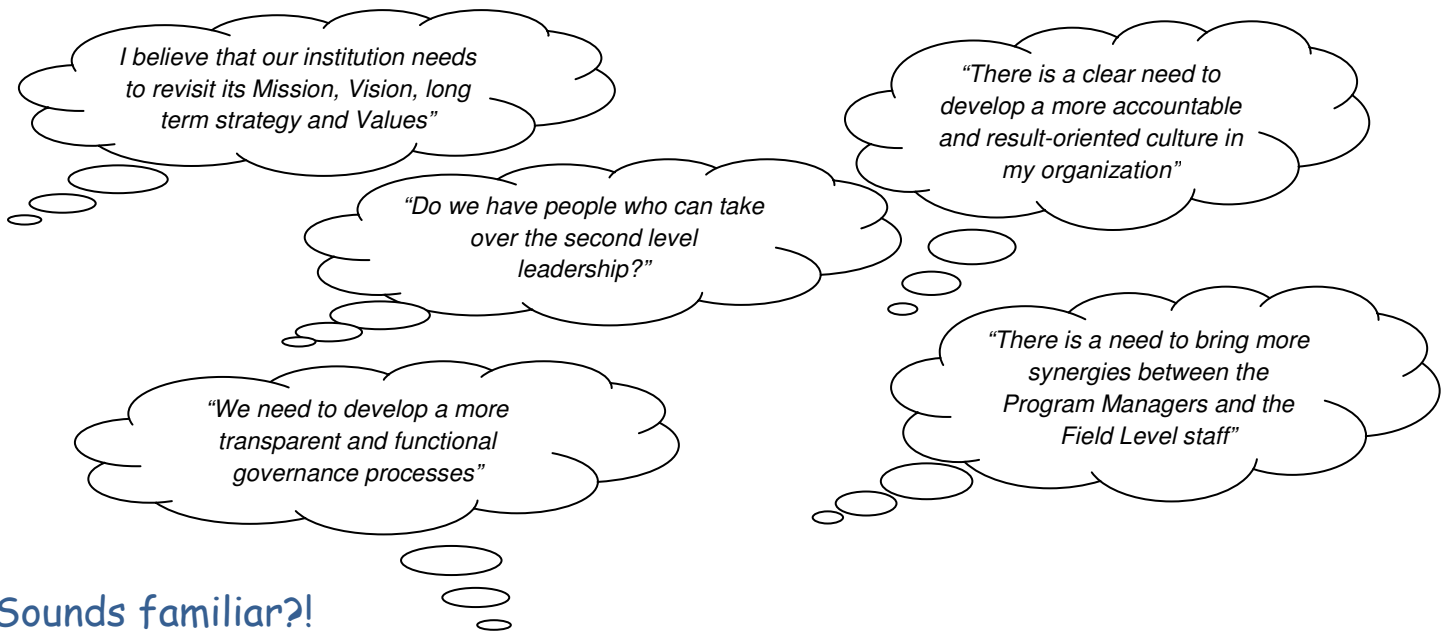 I believe that our institution needs
to revisit its Mission, Vision, long
term strategy and Values”
“There is a clear need to
develop a more accountable
and result-oriented culture in
my organization”
“Do we have people who can take
over the second level
leadership?”
“There is a need to bring more
synergies between the
Program Managers and the
Field Level staff”
“We need to develop a more
transparent and functional
governance processes”
Sounds familiar?!